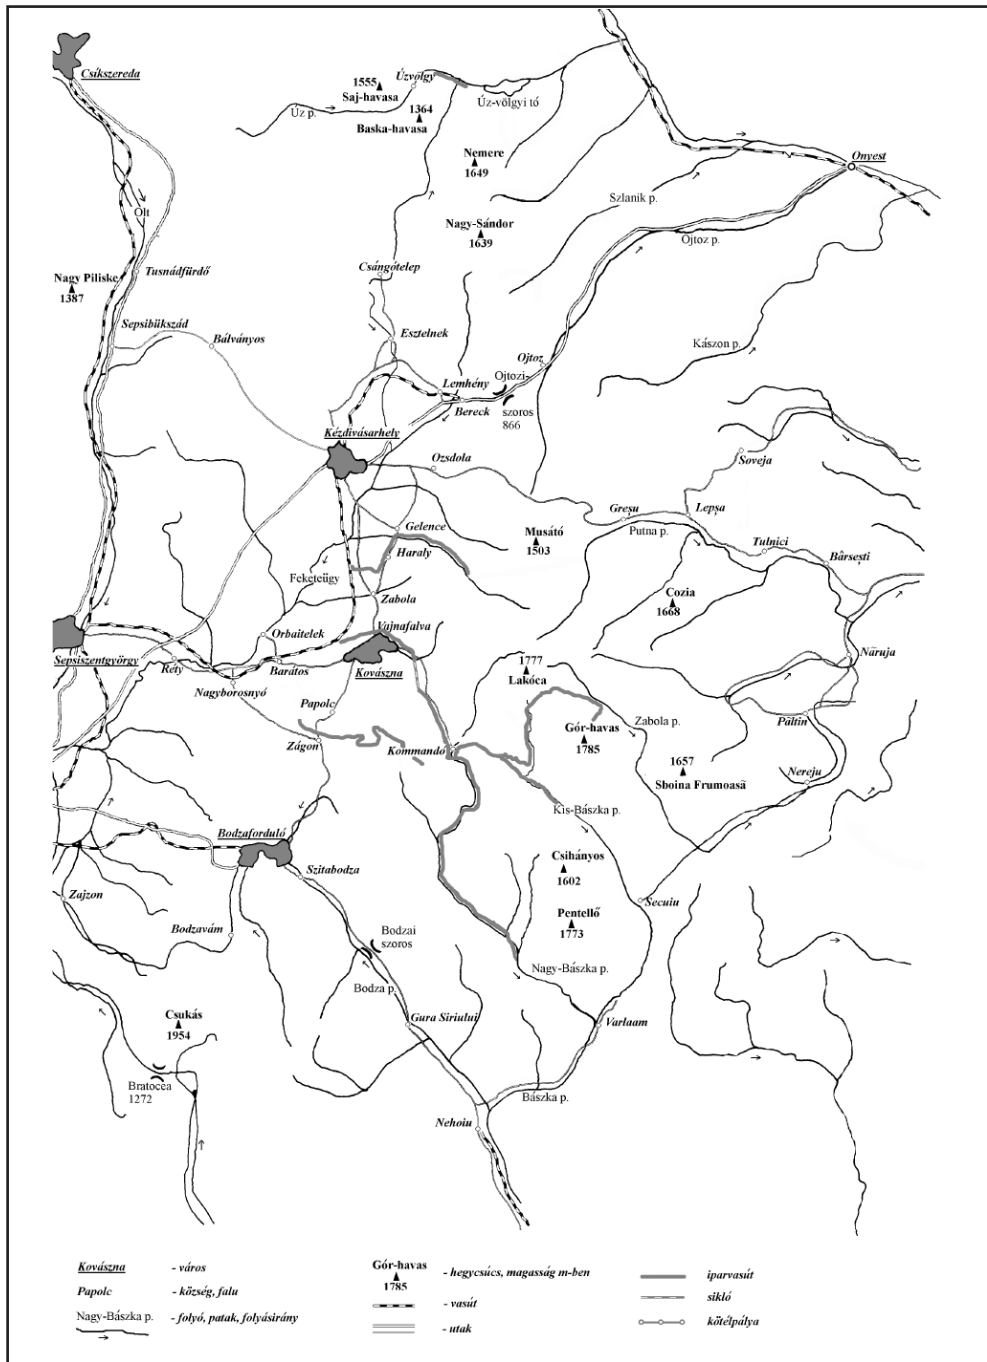 Csíkszereda
1555
Saj-havasa
Úzvölgy
Úz p.
1364
Baska-havasa
Úz-völgyi tó
Nemere
1649
Onyest
Szlanik p.
Olt
Nagy-Sándor
1639
Ojtoz p.
Csángótelep
Tusnádfürdő
Nagy Piliske
1387
Sepsibükszád
Bálványos
Esztelnek
Kászon p.
Ojtoz
Lemhény
Ojtozi-
szoros
866
Bereck
Kézdivásárhely
Ozsdola
Soveja
Greșu
Lepșa
Putna p.
Gelence
Musátó
1503
Tulnici
Haraly
Bârsești
Feketeügy
Zabola
Cozia
1668
Vajnafalva
Orbaitelek
Sepsiszentgyörgy
Réty
Barátos
Kovászna
1777
Lakóca
Năruja
Nagyborosnyó
Papolc
Zabola p.
Páltin
Gór-havas
1785
Zágon
Kommandó
1657
Sboina Frumoasă
Nereju
Kis-Bászka p.
Bodzaforduló
Szitabodza
Csihányos
1602
Zajzon
Secuiu
Pentellő
1773
Bodzavám
Bodzai
szoros
Nagy-Bászka p.
Bodza p.
Csukás
1954
Gura Siriului
Varlaam
Bratocea
1272
Bászka p.
Nehoiu
Kovászna - város
Papolc - község, falu
Nagy-Bászka p. - folyó, patak, folyásirány
Gór-havas
1785
- hegycsúcs, magasság m-ben
- vasút
- utak
iparvasút
sikló
kötélpálya